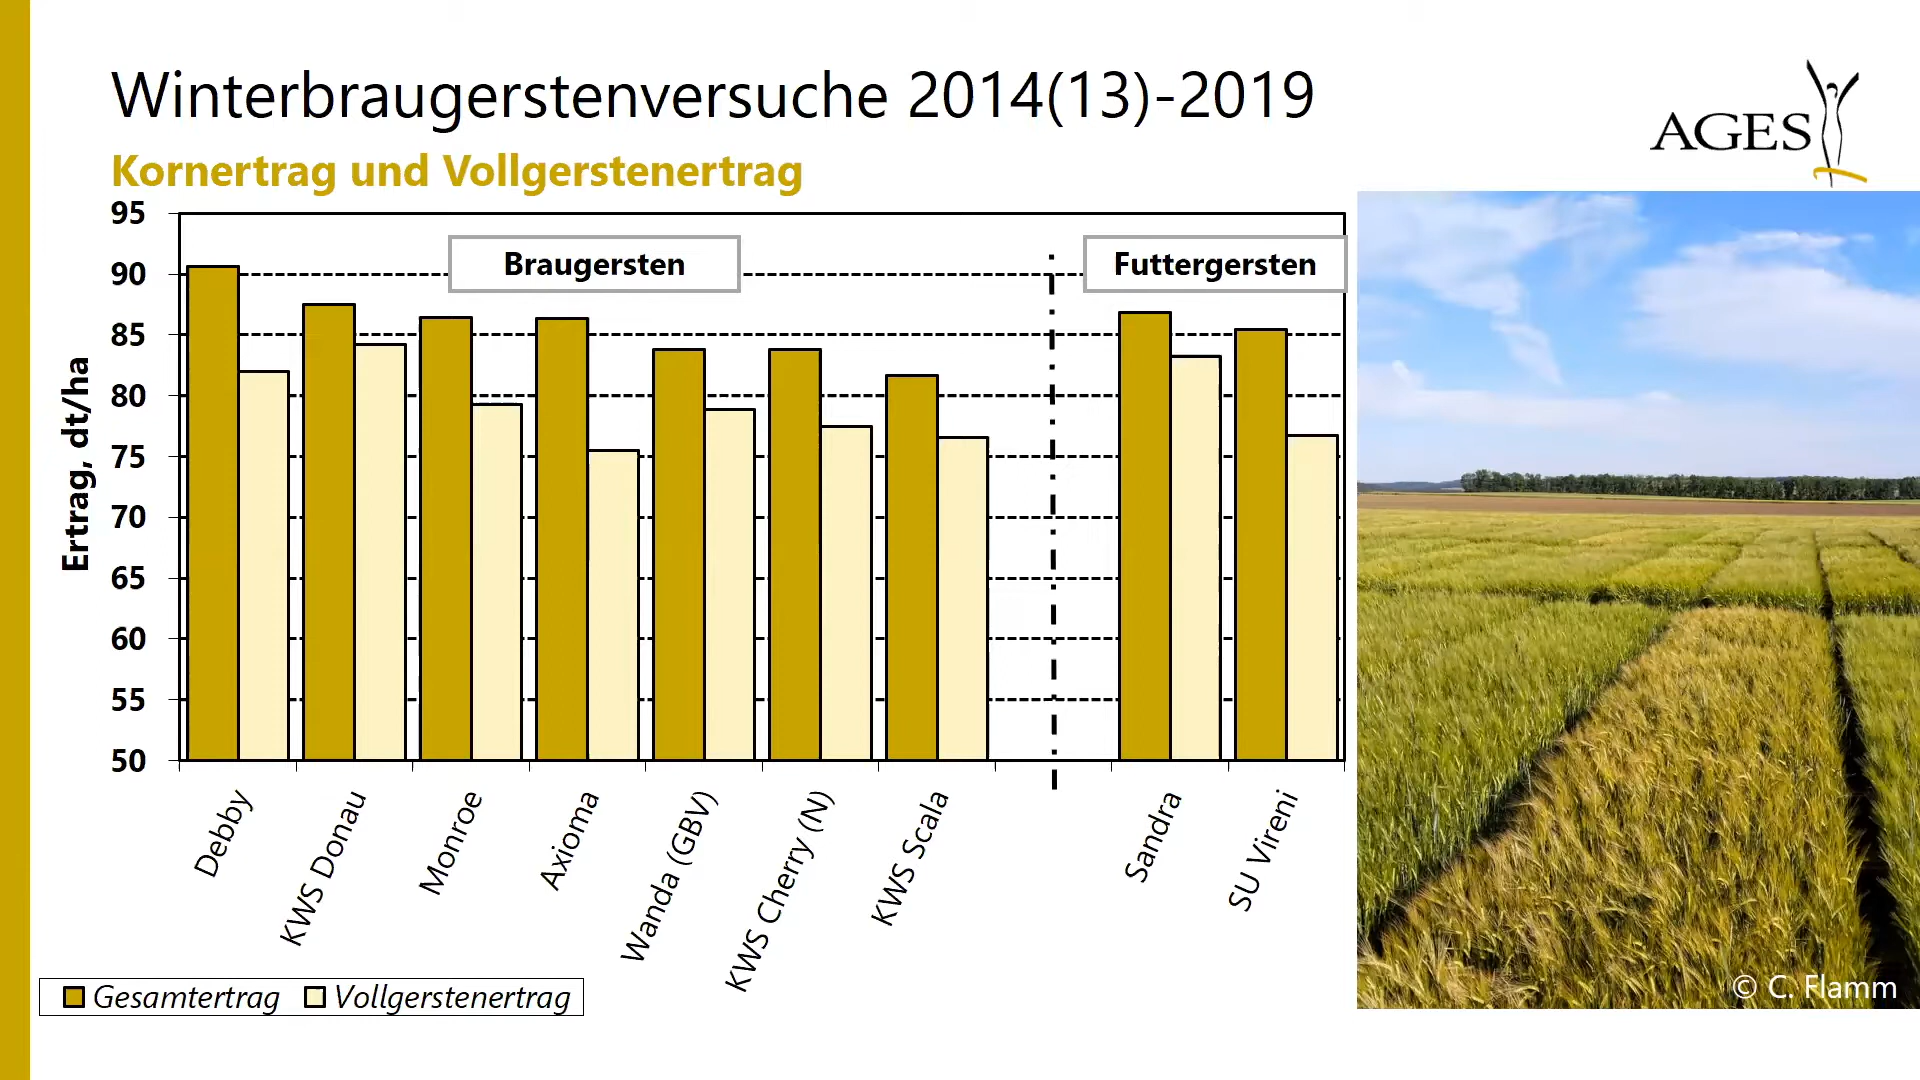 Winterbraugerstenversuche 2014(13)-2019
AGES
Kornertrag und Vollgerstenertrag
Ertrag, dt/ha
95
90
85
80
75
70
65
60
55
50
Braugersten
Futtergersten
Debby
KWS Donau
Monroe
Axioma
Wanda (GBV)
KWS Cherry (N)
KWS Scala
Sandra
SU Vireni
Gesamtertrag
Vollgerstenertrag
© C. Flamm